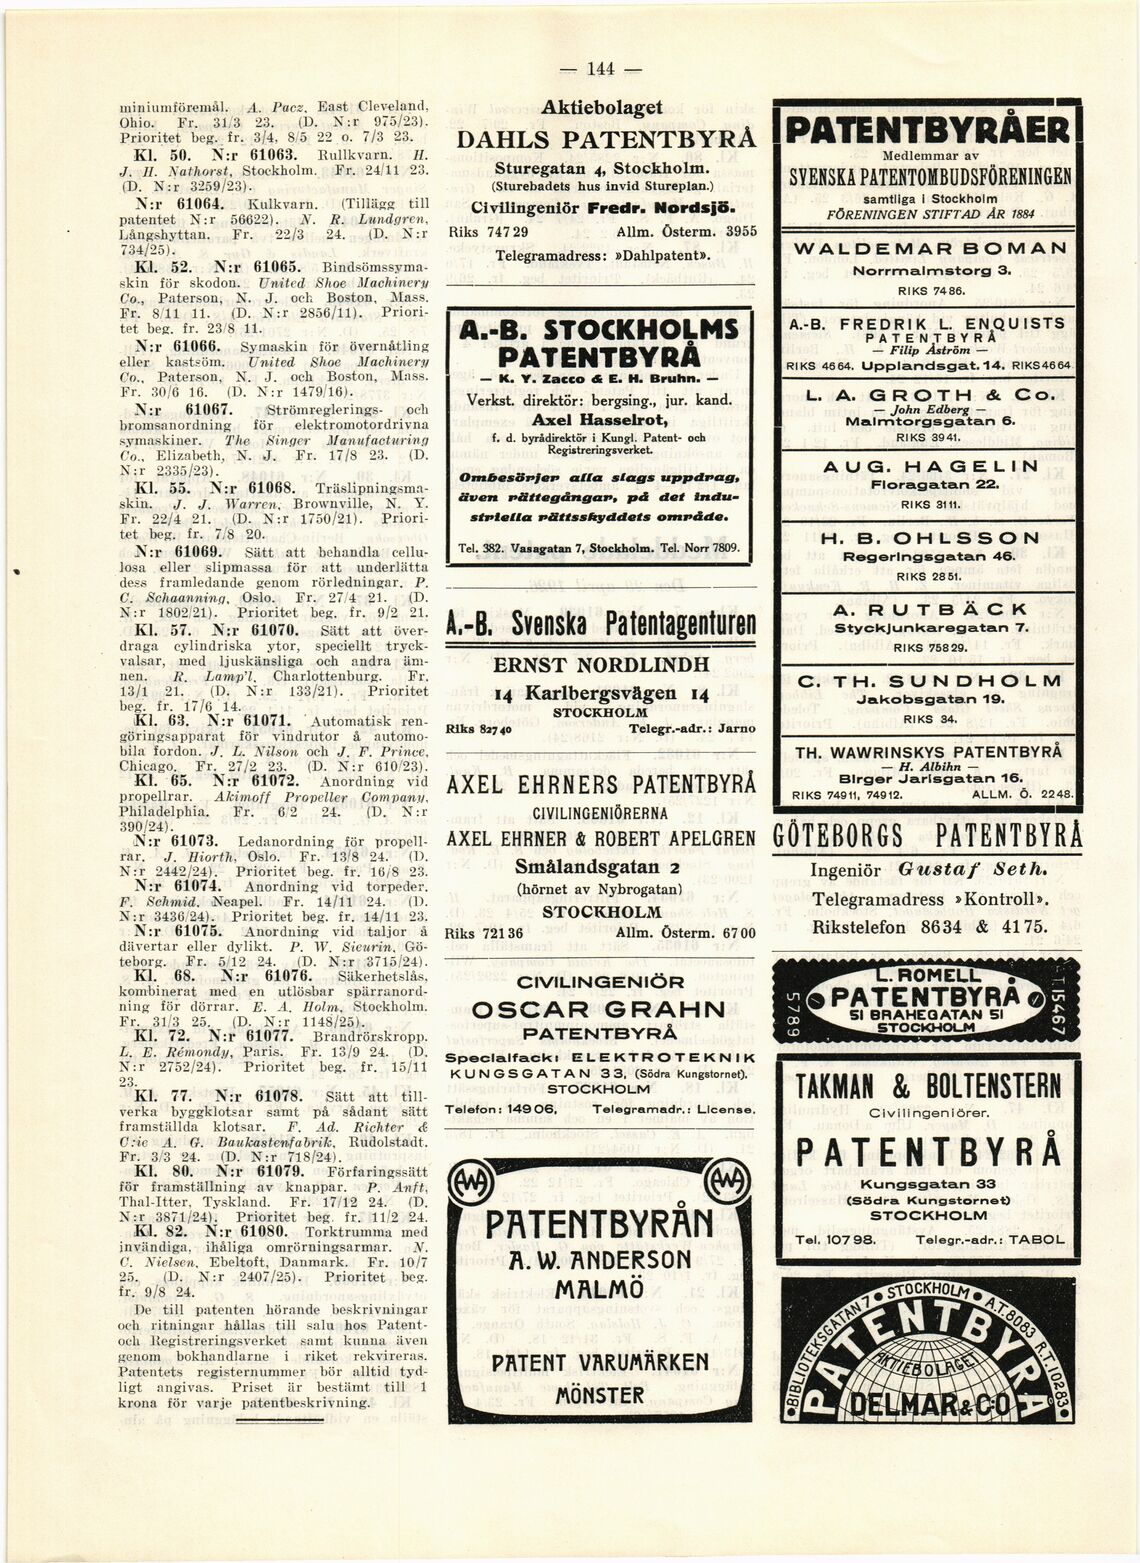 — 144 —
miniumföremål. A. Pacz, East Cleveland,
Ohio. Fr. 31/3 23. (D. N:r 975/23).
Prioritet beg. fr. 3/4, 8/5 22 o. 7/3 23.
Kl. 50. N:r 61063. Rullkvarn. H.
J. H. Nathorst, Stockholm. Fr. 24/11 23.
(D. N:r 3259/23).
N:r 61064. Kulkvarn. (Tillägg till
patentet N:r 56622). N. R. Lundgren,
Långshyttan. Fr. 22/3 24. (D. N:r
734/25).
Kl. 52. N:r 61065. Bindsömssyma-
skin för skodon. United Shoe Machinery
Co., Paterson, N. J. och Boston, Mass.
Fr. 8/11 11. (D. N:r 2856/11). Priori-
tet beg. fr. 23/8 11.
N:r 61066. Symaskin för övernåtling
eller kastsöm. United Shoe Machinery
Co., Paterson, N. J. och Boston, Mass.
Fr. 30/6 16. (D. N:r 1479/16).
N:r 61067. Strömreglerings- och
bromsanordning för elektromotordrivna
symaskiner. The Singer Manufacturing
Co., Elizabeth, N. J. Fr. 17/8 23. (D.
N:r 2335/23).
Kl. 55. N:r 61068. Träslipningsma-
skin. J. J. Warren, Brownville, N. Y.
Fr. 22/4 21. (D. N:r 1750/21). Priori-
tet beg. fr. 7/8 20.
N:r 61069. Sätt att behandla cellu-
losa eller slipmassa för att underlätta
dess framledande genom rörledningar. P.
C. Schaanning, Oslo. Fr. 27/4 21. (D.
N:r 1802/21). Prioritet beg. fr. 9/2 21.
Kl. 57. N:r 61070. Sätt att över-
draga cylindriska ytor, speciellt tryck-
valsar, med ljuskänsliga och andra äm-
nen. R. Lamp'l, Charlottenburg. Fr.
13/1 21. (D. N:r 133/21). Prioritet
beg. fr. 17/6 14.
Kl. 63. N:r 61071. Automatisk ren-
göringsapparat för vindrutor å automo-
bila fordon. J. L. Nilson och J. F. Prince,
Chicago. Fr. 27/2 23. (D. N:r 610/23).
Kl. 65. N:r 61072. Anordning vid
propellrar. Akimoff Propeller Company,
Philadelphia. Fr. 6/2 24. (D. N:r
390/24).
N:r 61073. Ledanordning för propell-
rar. J. Hiorth, Oslo. Fr. 13/8 24. (D.
N:r 2442/24). Prioritet beg. fr. 16/8 23.
N:r 61074. Anordning vid torpeder.
F. Schmid, Neapel. Fr. 14/11 24. (D.
N:r 3436/24). Prioritet beg. fr. 14/11 23.
N:r 61075. Anordning vid taljor å
dävertar eller dylikt. P. W. Sieurin, Gö-
teborg. Fr. 5/12 24. (D. N:r 3715/24).
Kl. 68. N:r 61076. Säkerhetslås,
kombinerat med en utlösbar spärranord-
ning för dörrar. E. A. Holm, Stockholm.
Fr. 31/3 25. (D. N:r 1148/25).
Kl. 72. N:r 61077. Brandrörskropp.
L. E. Rémondy, Paris. Fr. 13/9 24. (D.
N:r 2752/24). Prioritet beg. fr. 15/11
23.
Kl. 77. N:r 61078. Sätt att till-
verka byggklotsar samt på sådant sätt
framställda klotsar. F. Ad. Richter &
C:ie A. G. Baukastenfabrik, Rudolstadt.
Fr. 3/3 24. (D. N:r 718/24).
Kl. 80. N:r 61079. Förfaringssätt
för framställning av knappar. P. Anft,
Thal-Itter, Tyskland. Fr. 17/12 24. (D.
N:r 3871/24). Prioritet beg. fr. 11/2 24.
Kl. 82. N:r 61080. Torktrumma med
invändiga, ihåliga omrörningsarmar. N.
C. Nielsen, Ebeltoft, Danmark. Fr. 10/7
25. (D. N:r 2407/25). Prioritet beg.
fr. 9/8 24.
De till patenten hörande beskrivningar
och ritningar hållas till salu hos Patent-
och Registreringsverket samt kunna även
genom bokhandlarne i riket rekvireras.
Patentets registernummer bör alltid tyd-
ligt angivas. Priset är bestämt till 1
krona för varje patentbeskrivning.
Aktiebolaget
DAHLS PATENTBYRÅ
Sturegatan 4, Stockholm.
(Sturebadets hus invid Stureplan.)
Civilingeniör Fredr. Nordsjö.
Riks 747 29 Allm. Österm. 3955
Telegramadress: »Dahlpatent».
A.-B. STOCKHOLMS
PATENTBYRÅ
— K. Y. Zacco & E. H. Bruhn. —
Verkst. direktör: bergsing., jur. kand.
Axel Hasselrot,
f. d. byrådirektör i Kungl. Patent- och
Registreringsverket.
Ombesörjer alla slags uppdrag,
även rättegångar, på det indu-
striella rättsskyddets område.
Tel. 382. Vasagatan 7, Stockholm. Tel. Norr 7809.
A.-B. Svenska Patentagenturen
ERNST NORDLINDH
14 Karlbergsvägen 14
STOCKHOLM
Riks 827 40 Telegr.-adr.: Jarno
AXEL EHRNERS PATENTBYRÅ
CIVILINGENIÖRERNA
AXEL EHRNER & ROBERT APELGREN
Smålandsgatan 2
(hörnet av Nybrogatan)
STOCKHOLM
Riks 721 36 Allm. Österm. 67 00
CIVILINGENIÖR
OSCAR GRAHN
PATENTBYRÅ
Specialfack: ELEKTROTEKNIK
KUNGSGATAN 33, (Södra Kungstornet).
STOCKHOLM
Telefon: 149 06. Telegramadr.: License.
AWA AWA
PATENTBYRÅN
A. W. ANDERSON
MALMÖ
PATENT VARUMÄRKEN
MÖNSTER
PATENTBYRÅER
Medlemmar av
SVENSKA PATENTOMBUDSFÖRENINGEN
samtliga i Stockholm
FÖRENINGEN STIFTAD ÅR 1884
WALDEMAR BOMAN
Norrmalmstorg 3.
RIKS 7486.
A.-B. FREDRIK L. ENQUISTS
PATENTBYRÅ
— Filip Åström —
RIKS 4664. Upplandsgat. 14. RIKS 4664
L. A. GROTH & Co.
— John Edberg —
Malmtorgsgatan 6.
RIKS 3941.
AUG. HAGELIN
Floragatan 22.
RIKS 3111.
H. B. OHLSSON
Regeringsgatan 46.
RIKS 2851.
A. RUTBÄCK
Styckjunkaregatan 7.
RIKS 75829.
C. TH. SUNDHOLM
Jakobsgatan 19.
RIKS 34.
TH. WAWRINSKYS PATENTBYRÅ
— H. Albihn —
Birger Jarlsgatan 16.
RIKS 74911, 74912. ALLM. Ö. 2248.
GÖTEBORGS PATENTBYRÅ
Ingeniör Gustaf Seth.
Telegramadress »Kontroll».
Rikstelefon 8634 & 4175.
L. ROMELL
PATENTBYRÅ
51 BRAHEGATAN 51
STOCKHOLM
5789
A.T. 15467
TAKMAN & BOLTENSTERN
Civilingeniörer.
PATENTBYRÅ
Kungsgatan 33
(Södra Kungstornet)
STOCKHOLM
Tel. 107 98. Telegr.-adr.: TABOL
BIBLIOTEKSGATAN 7 • STOCKHOLM • A.T. 8083 R.T. 10283
PATENTBYRÅ
AKTIEBOLAGET
DELMAR & CO